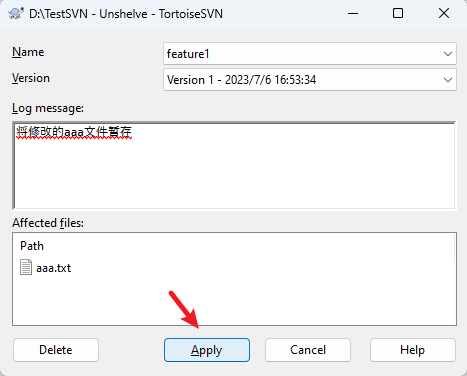 D:\TestSVN - Unshelve - TortoiseSVN
Name
feature1
Version
Version 1 - 2023/7/6 16:53:34
Log message:
将修改的aaa文件暂存
Affected files:
Path
aaa.txt
Delete Apply Cancel Help